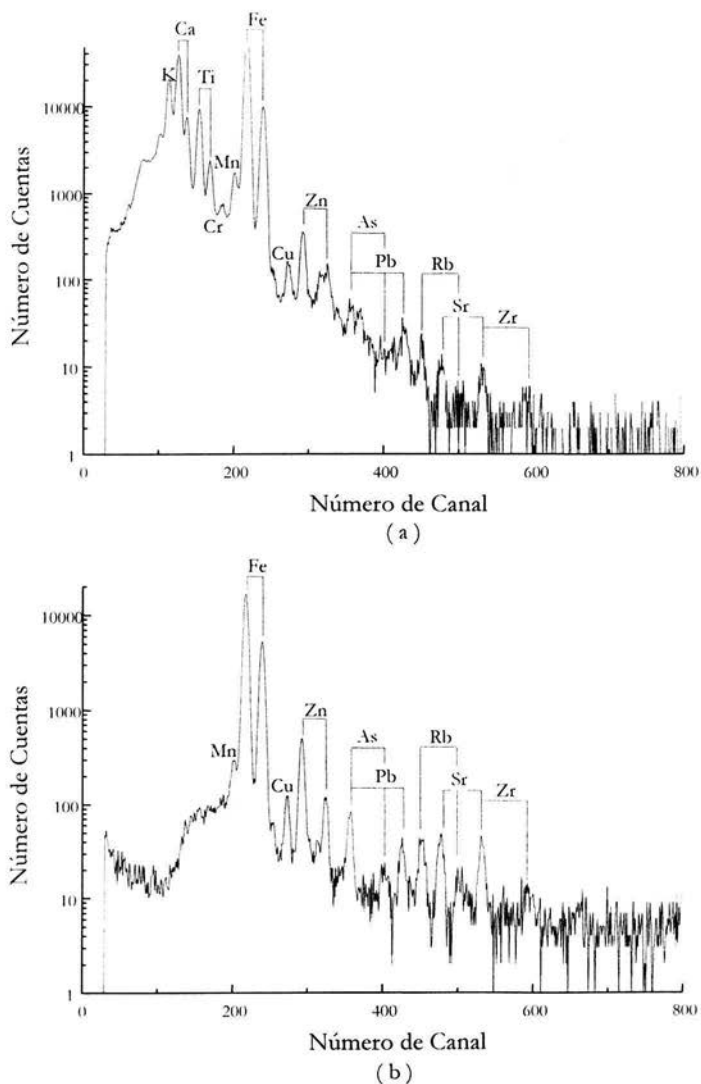 Fe
Ca
K
Ti
10000
Mn
1000
Cr
Zn
As
Cu
Pb
Rb
100
Sr
Zr
10
1
0
200
400
600
800
Número de Cuentas
Número de Canal
( a )
Fe
10000
1000
Zn
Mn
As
Rb
Cu
Pb
Sr
Zr
100
10
1
0
200
400
600
800
Número de Cuentas
Número de Canal
( b )